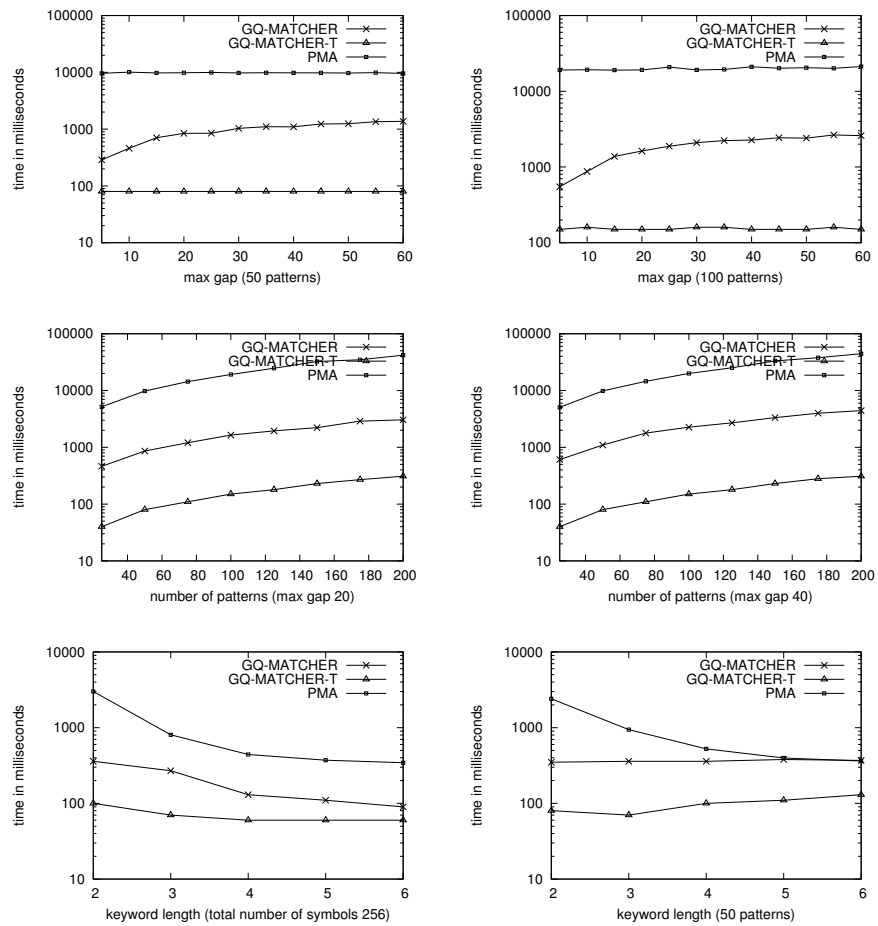 100000
10000
1000
100
10
time in milliseconds
GQ-MATCHER
GQ-MATCHER-T
PMA
10 20 30 40 50 60
max gap (50 patterns)
100000
10000
1000
100
time in milliseconds
GQ-MATCHER
GQ-MATCHER-T
PMA
10 20 30 40 50 60
max gap (100 patterns)
100000
10000
1000
100
10
time in milliseconds
GQ-MATCHER
GQ-MATCHER-T
PMA
40 60 80 100 120 140 160 180 200
number of patterns (max gap 20)
100000
10000
1000
100
10
time in milliseconds
GQ-MATCHER
GQ-MATCHER-T
PMA
40 60 80 100 120 140 160 180 200
number of patterns (max gap 40)
10000
1000
100
10
time in milliseconds
GQ-MATCHER
GQ-MATCHER-T
PMA
2 3 4 5 6
keyword length (total number of symbols 256)
10000
1000
100
10
time in milliseconds
GQ-MATCHER
GQ-MATCHER-T
PMA
2 3 4 5 6
keyword length (50 patterns)